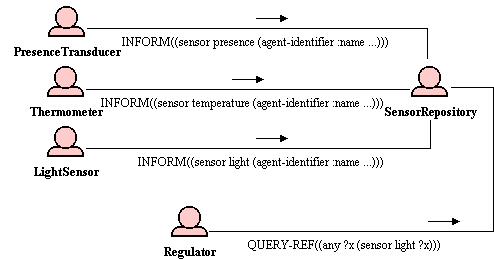 INFORM((sensor presence (agent-identifier :name ...)))
PresenceTransducer
INFORM((sensor temperature (agent-identifier :name ...)))
Thermometer
SensorRepository
INFORM((sensor light (agent-identifier :name ...)))
LightSensor
QUERY-REF((any ?x (sensor light ?x)))
Regulator